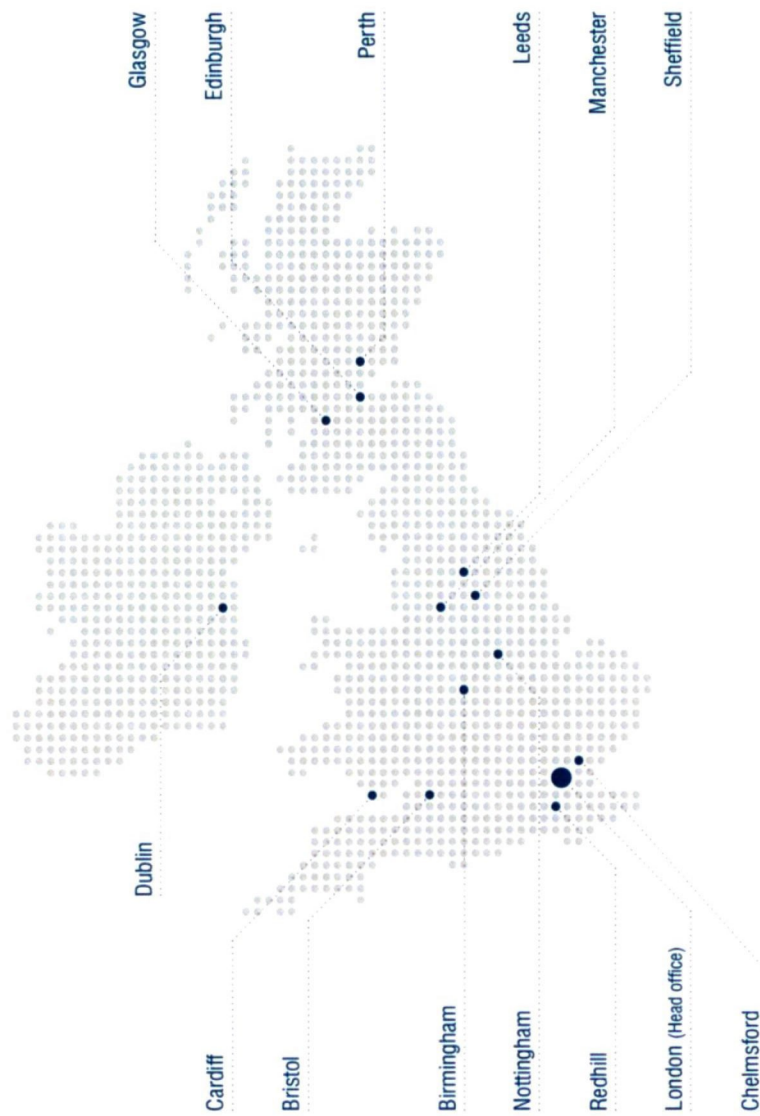 Glasgow
Edinburgh
Perth
Leeds
Manchester
Sheffield
Dublin
Cardiff
Bristol
Birmingham
Nottingham
Redhill
London (Head office)
Chelmsford